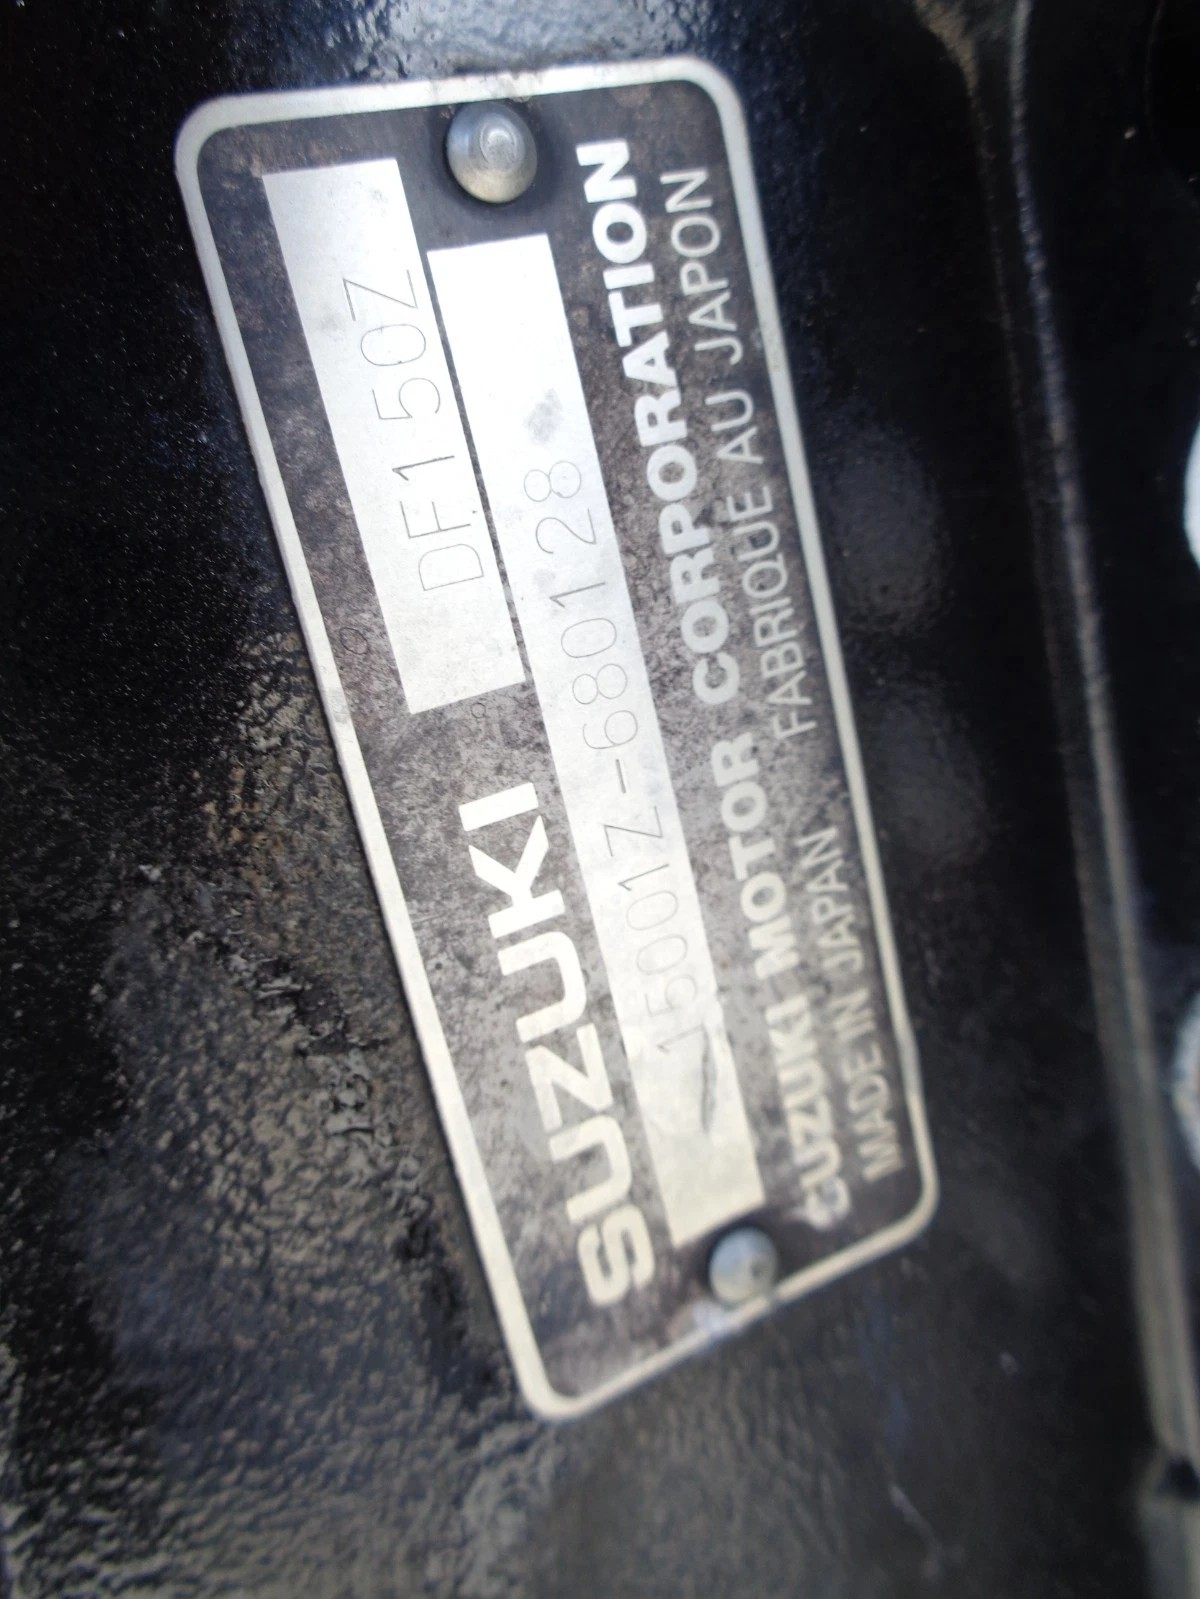 DF150Z
SUZUKI
15001Z-680128
SUZUKI MOTOR CORPORATION
MADE IN JAPAN FABRIQUE AU JAPON